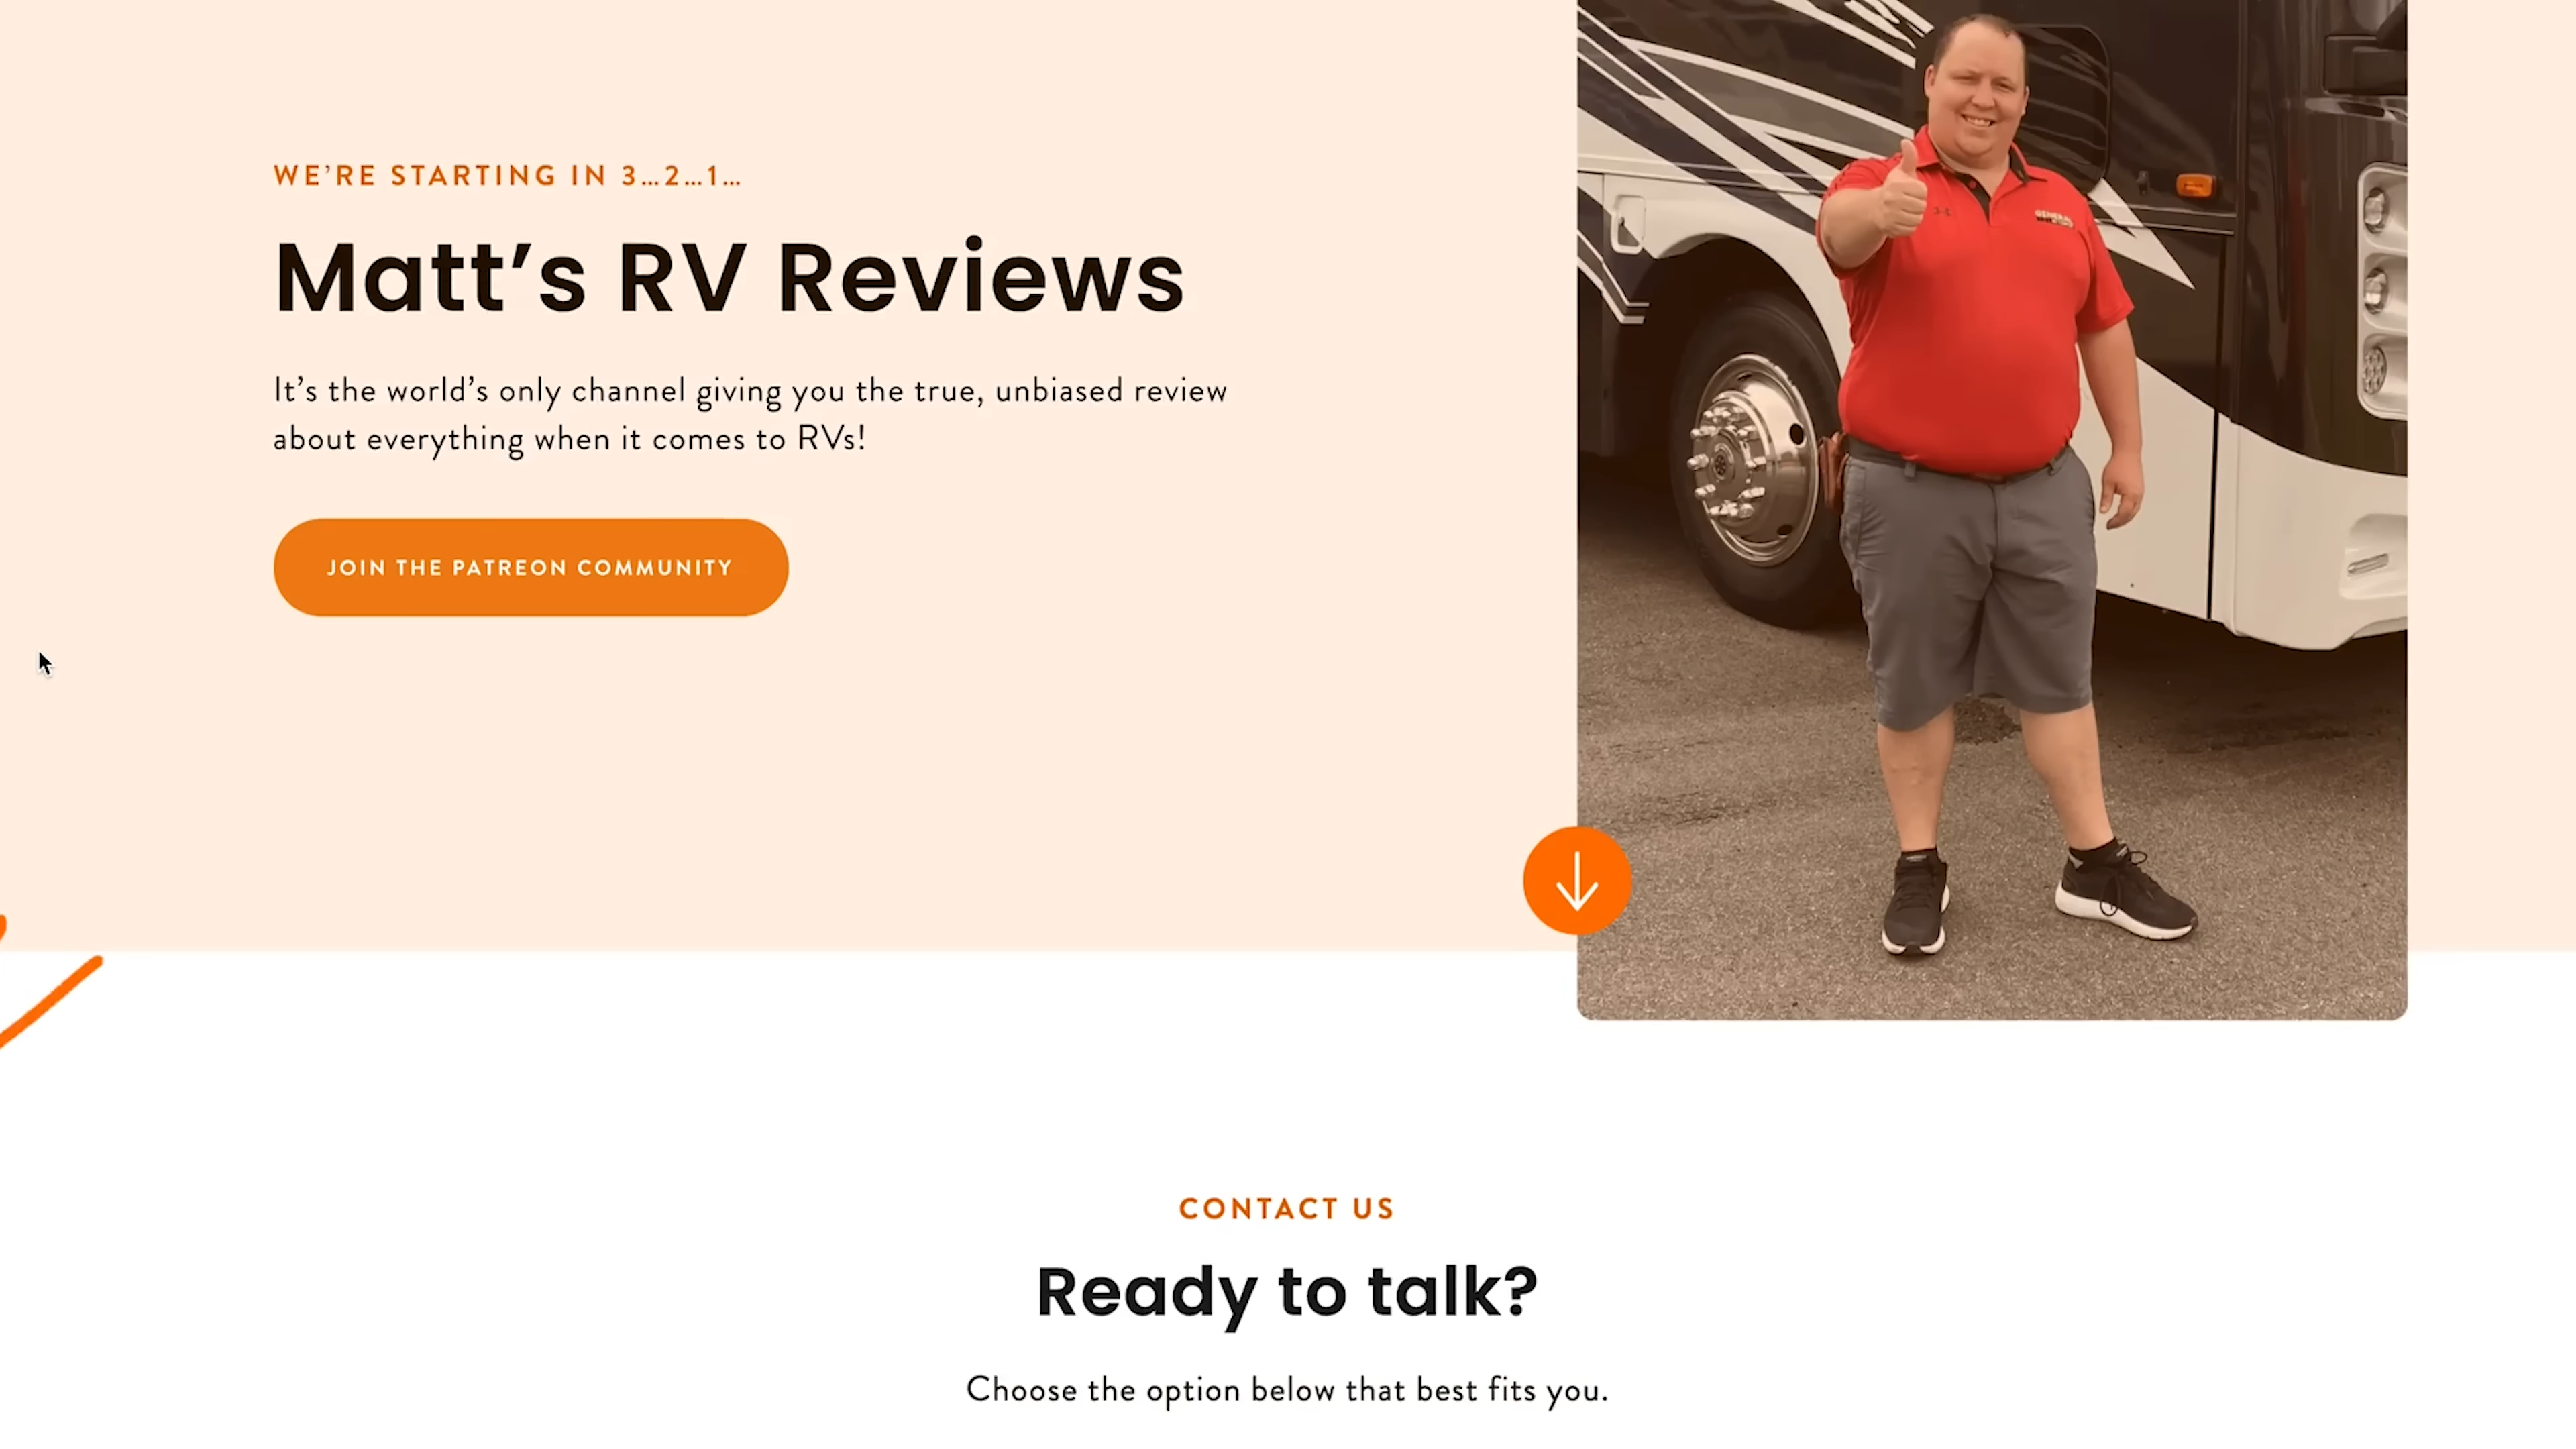 WE’RE STARTING IN 3…2…1…
Matt’s RV Reviews
It’s the world’s only channel giving you the true, unbiased review
about everything when it comes to RVs!
JOIN THE PATREON COMMUNITY
GENERAL
CONTACT US
Ready to talk?
Choose the option below that best fits you.